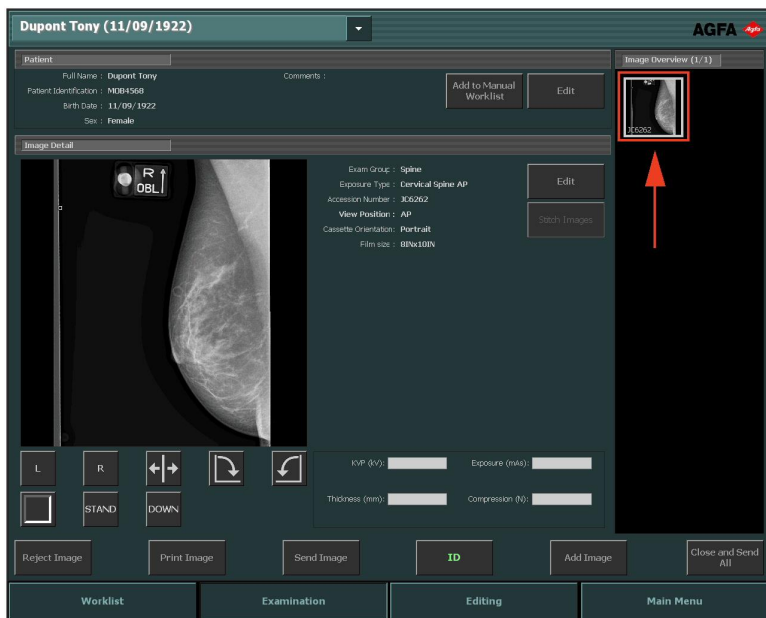 Dupont Tony (11/09/1922)
AGFA Agfa
Patient
Full Name : Dupont Tony
Patient Identification : MOB4568
Birth Date : 11/09/1922
Sex : Female
Comments :
Add to Manual
Worklist
Edit
Image Overview (1/1)
JC6262
Image Detail
R
OBL
Exam Group : Spine
Exposure Type : Cervical Spine AP
Accession Number : JC6262
View Position : AP
Cassette Orientation: Portrait
Film size : 8INx10IN
Edit
Stitch Images
L
R
STAND
DOWN
KVP (kV):
Exposure (mAs):
Thickness (mm):
Compression (N):
Reject Image
Print Image
Send Image
ID
Add Image
Close and Send
All
Worklist
Examination
Editing
Main Menu